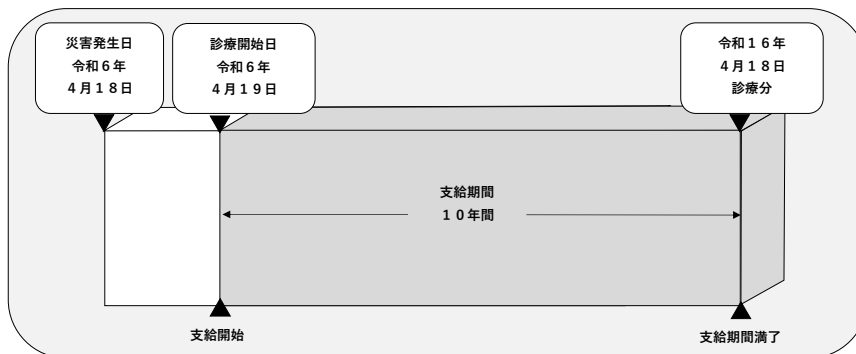 災害発生日
令和６年
４月１８日
診療開始日
令和６年
４月１９日
令和１６年
４月１８日
診療分
支給期間
１０年間
支給開始
支給期間満了